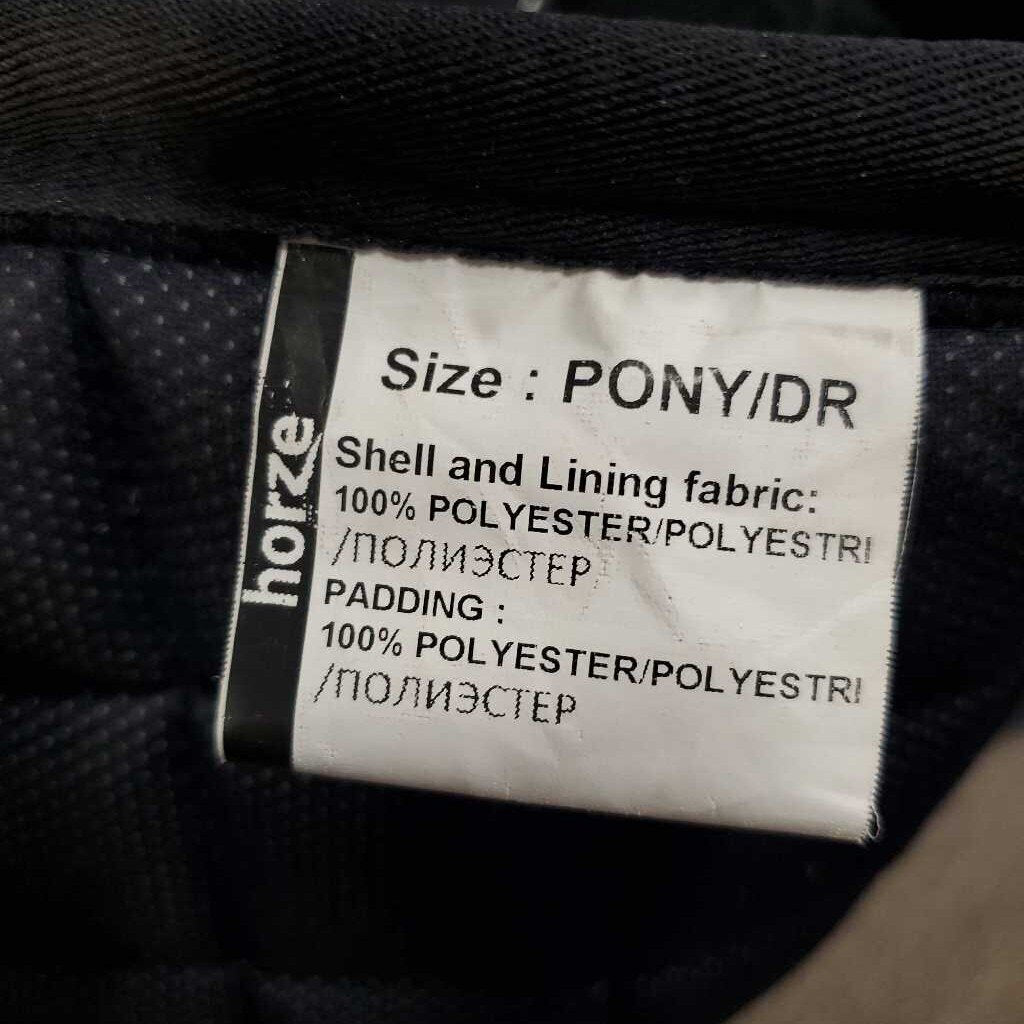 horze
Size : PONY/DR
Shell and Lining fabric:
100% POLYESTER/POLYESTRI
/ПОЛИЭСТЕР
PADDING :
100% POLYESTER/POLYESTRI
/ПОЛИЭСТЕР